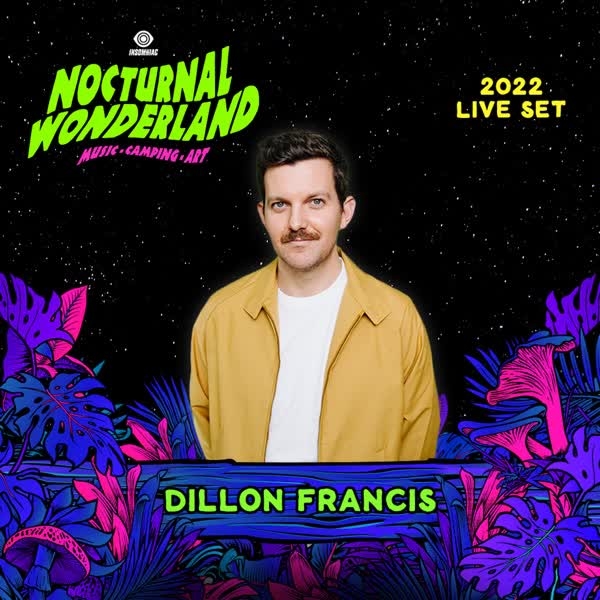 INSOMNIAC
NOCTURNAL
WONDERLAND
MUSIC · CAMPING · ART
2022
LIVE SET
DILLON FRANCIS